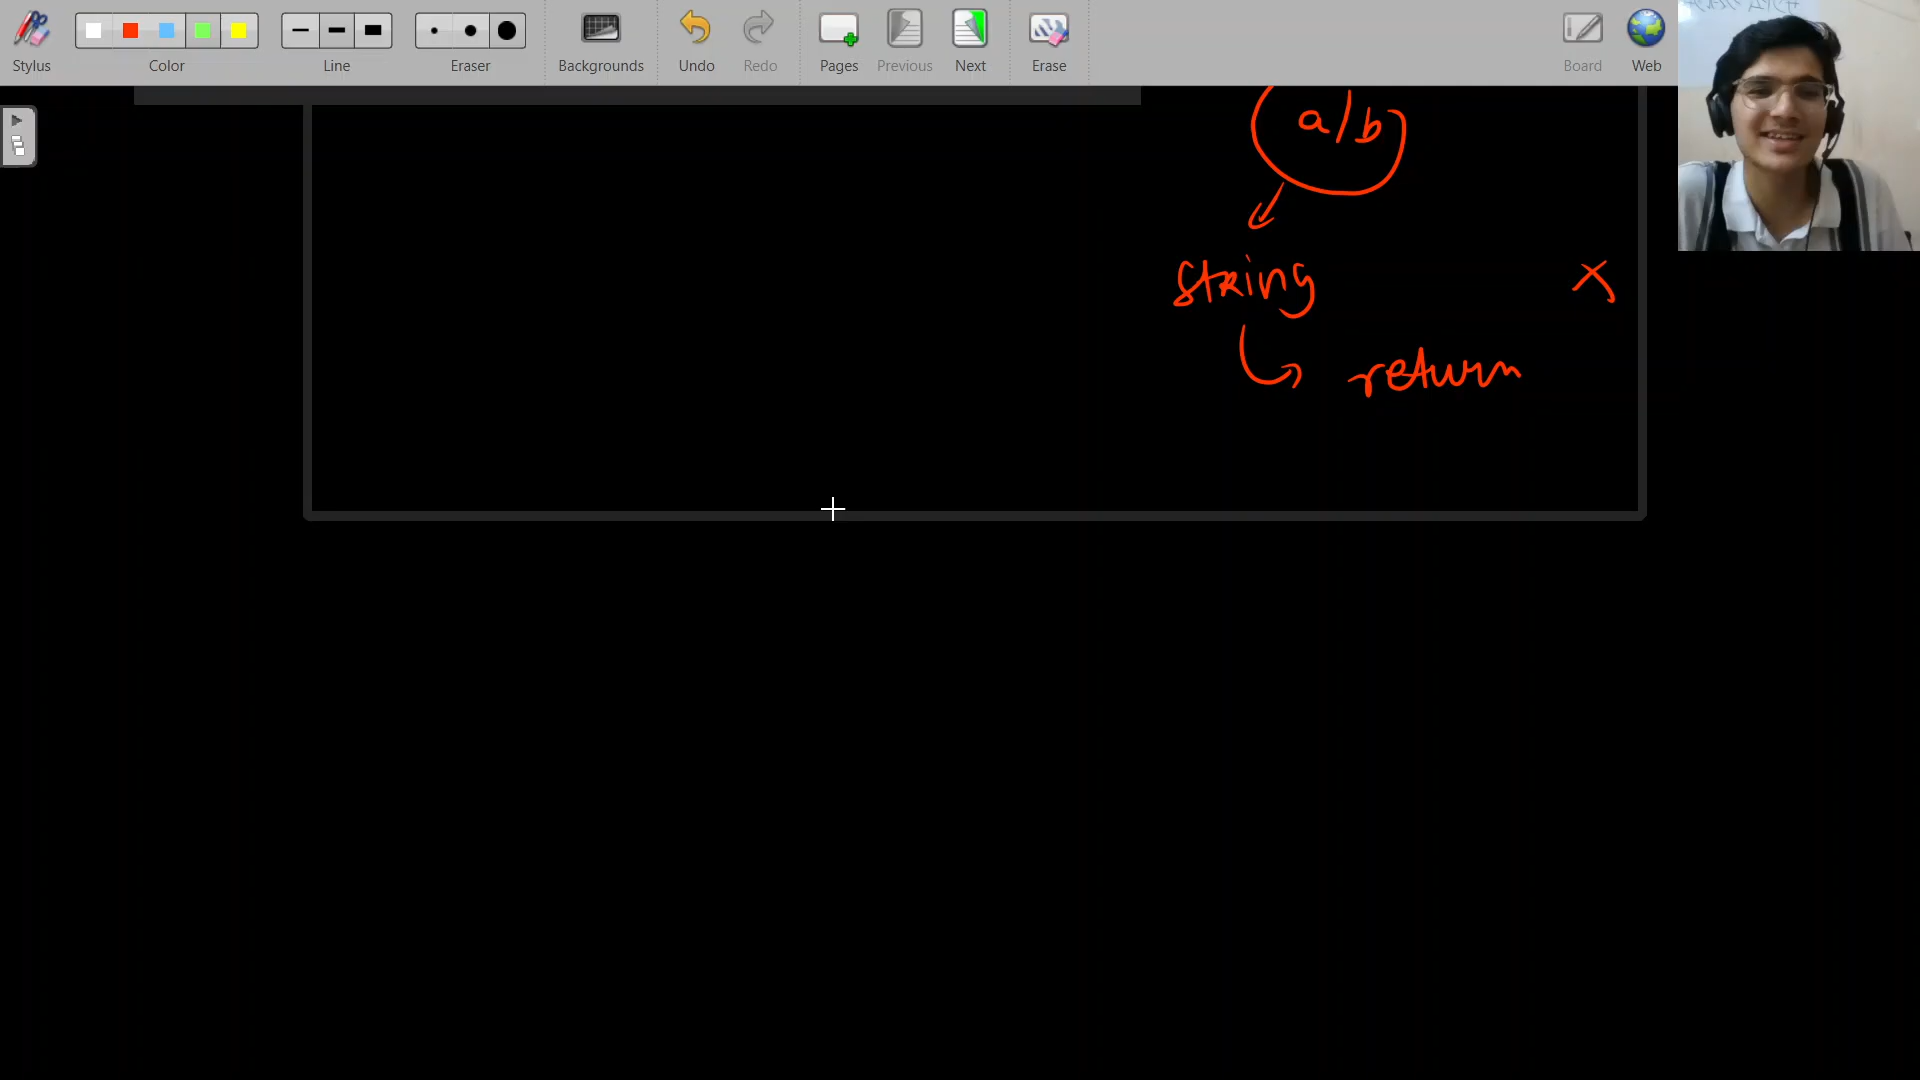 Stylus Color Line Eraser Backgrounds Undo Redo Pages Previous Next Erase Board Web
a/b
string x
return